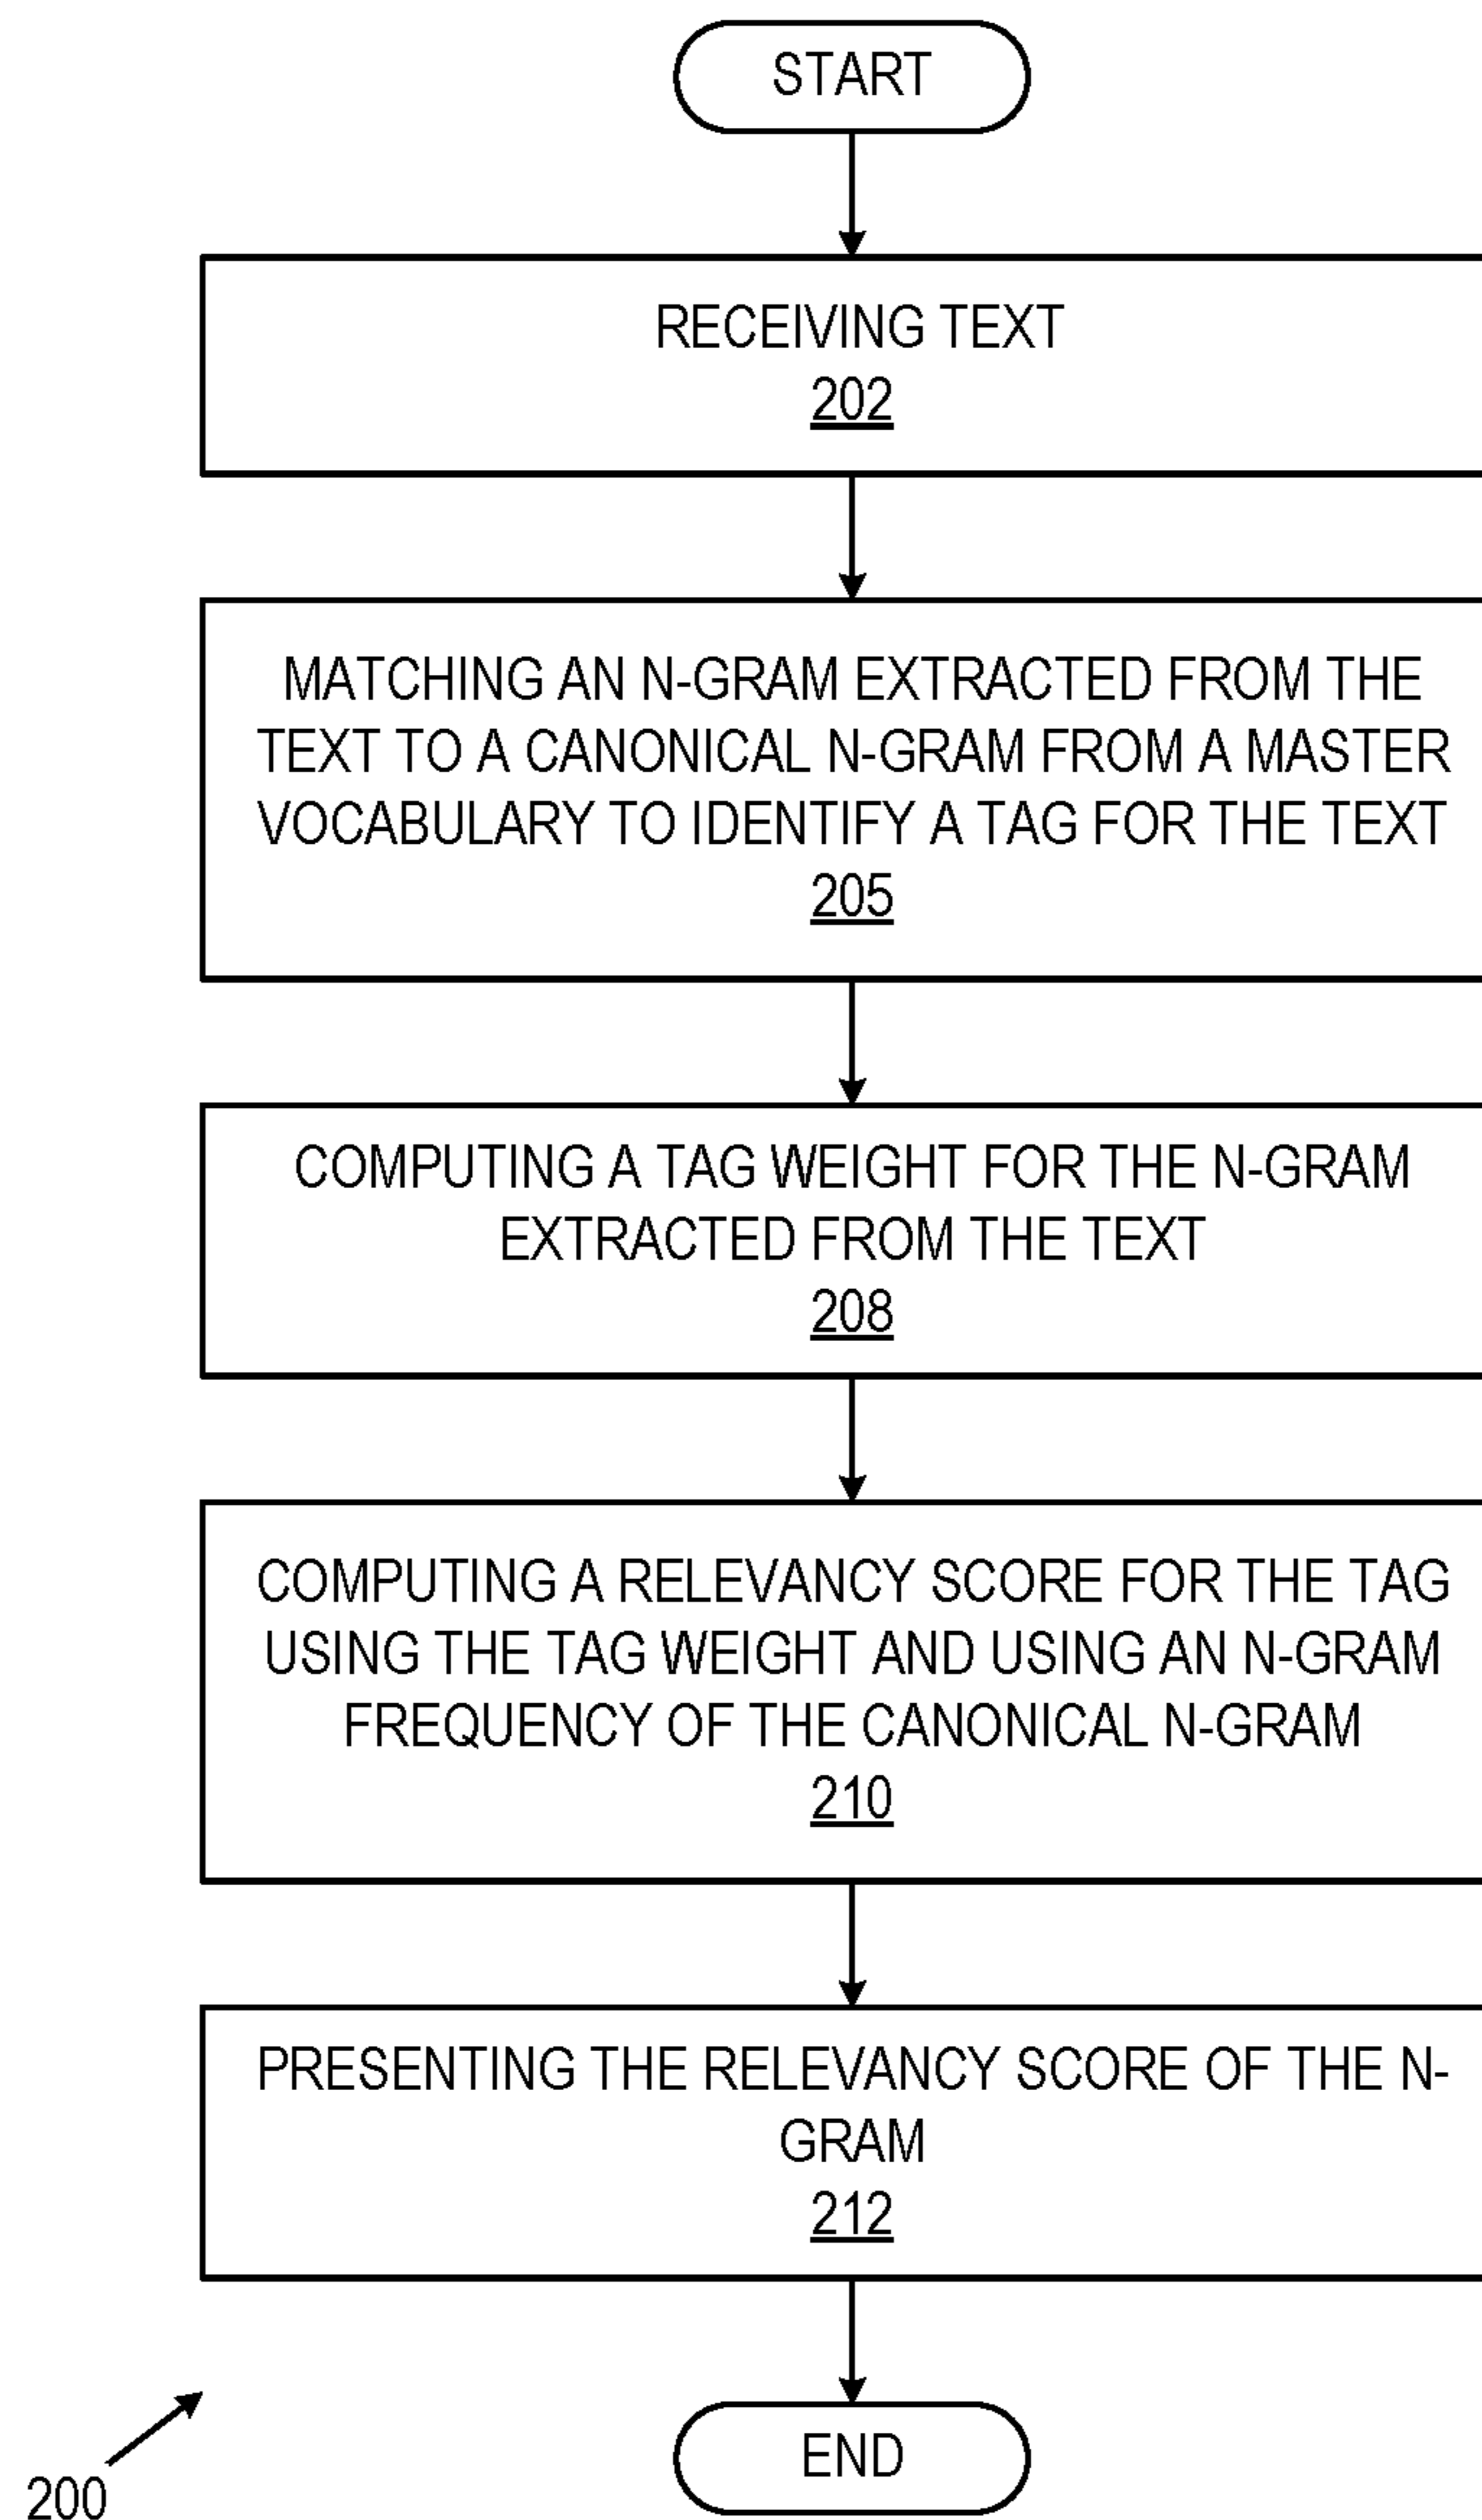 START
RECEIVING TEXT
202
MATCHING AN N-GRAM EXTRACTED FROM THE
TEXT TO A CANONICAL N-GRAM FROM A MASTER
VOCABULARY TO IDENTIFY A TAG FOR THE TEXT
205
COMPUTING A TAG WEIGHT FOR THE N-GRAM
EXTRACTED FROM THE TEXT
208
COMPUTING A RELEVANCY SCORE FOR THE TAG
USING THE TAG WEIGHT AND USING AN N-GRAM
FREQUENCY OF THE CANONICAL N-GRAM
210
PRESENTING THE RELEVANCY SCORE OF THE N-
GRAM
212
END
200